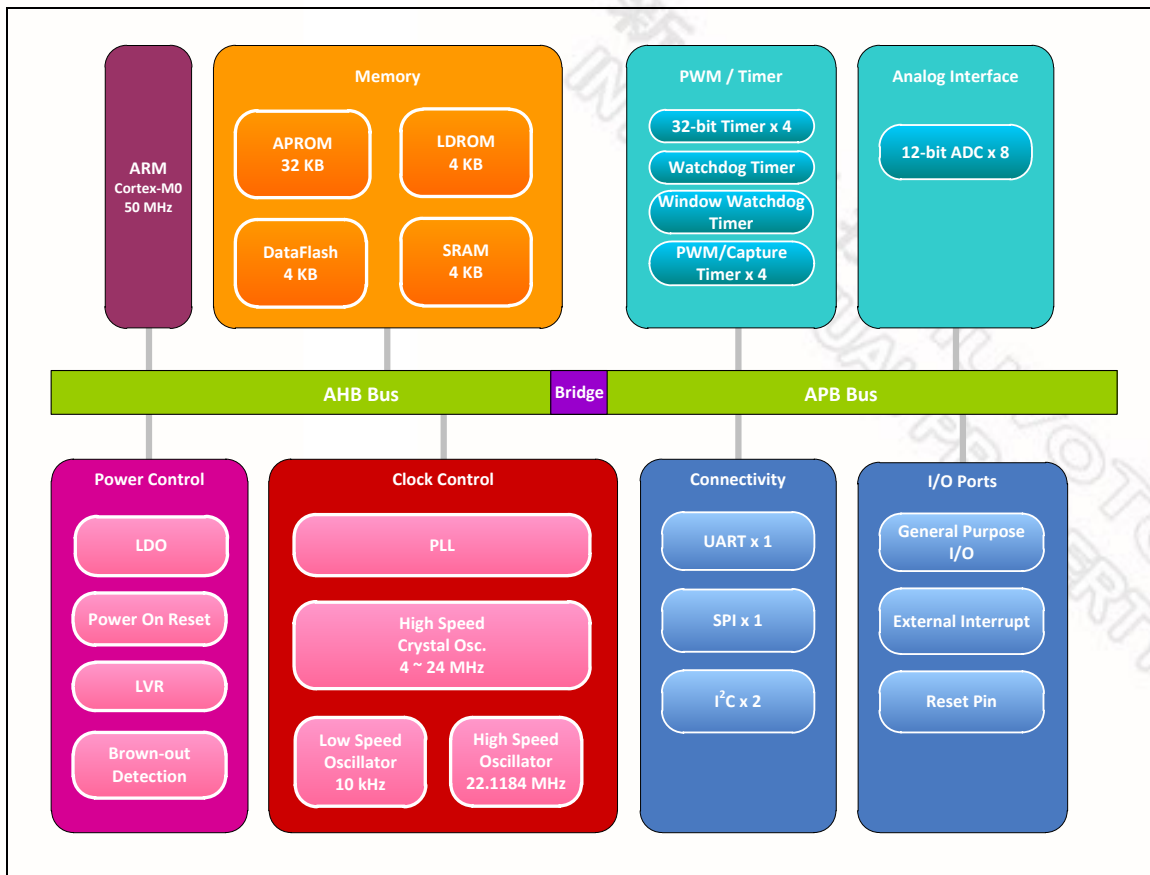 ARM
Cortex-M0
50 MHz
Memory
APROM
32 KB
LDROM
4 KB
DataFlash
4 KB
SRAM
4 KB
PWM / Timer
32-bit Timer x 4
Watchdog Timer
Window Watchdog
Timer
PWM/Capture
Timer x 4
Analog Interface
12-bit ADC x 8
AHB Bus
Bridge
APB Bus
Power Control
LDO
Power On Reset
LVR
Brown-out
Detection
Clock Control
PLL
High Speed
Crystal Osc.
4 ~ 24 MHz
Low Speed
Oscillator
10 kHz
High Speed
Oscillator
22.1184 MHz
Connectivity
UART x 1
SPI x 1
I²C x 2
I/O Ports
General Purpose
I/O
External Interrupt
Reset Pin